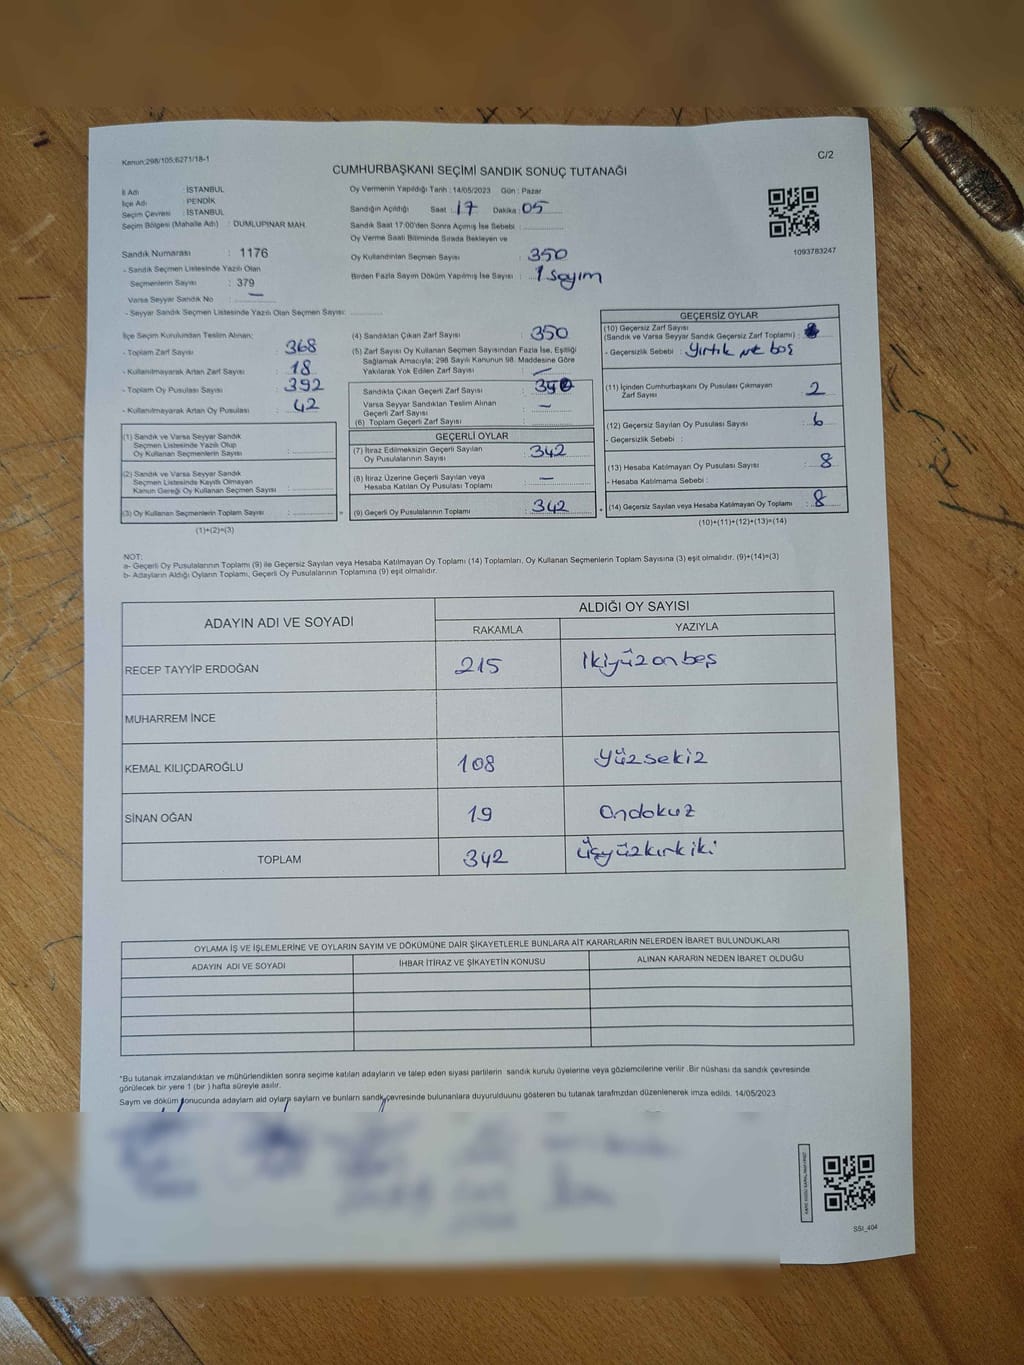 Kanun:298/105;6271/18-1
C/2
CUMHURBAŞKANI SEÇİMİ SANDIK SONUÇ TUTANAĞI
İl Adı : İSTANBUL
İlçe Adı : PENDİK
Seçim Çevresi : İSTANBUL
Seçim Bölgesi (Mahalle Adı) : DUMLUPINAR MAH.
Sandık Numarası : 1176
- Sandık Seçmen Listesinde Yazılı Olan
Seçmenlerin Sayısı : 379
Varsa Seyyar Sandık No : —
- Seyyar Sandık Seçmen Listesinde Yazılı Olan Seçmen Sayısı:
Oy Vermenin Yapıldığı Tarih : 14/05/2023 Gün : Pazar
Sandığın Açıldığı Saat : 17 Dakika : 05
Sandık Saat 17:00'den Sonra Açılmış İse Sebebi :
Oy Verme Saati Bitiminde Sırada Bekleyen ve
Oy Kullandırılan Seçmen Sayısı : 350
Birden Fazla Sayım Döküm Yapılmış İse Sayısı : 1 Sayım
1093783247
İlçe Seçim Kurulundan Teslim Alınan;
- Toplam Zarf Sayısı : 368
- Kullanılmayarak Artan Zarf Sayısı : 18
- Toplam Oy Pusulası Sayısı : 392
- Kullanılmayarak Artan Oy Pusulası : 42
(1) Sandık ve Varsa Seyyar Sandık
Seçmen Listesinde Yazılı Olup
Oy Kullanan Seçmenlerin Sayısı :
(2) Sandık ve Varsa Seyyar Sandık
Seçmen Listesinde Kayıtlı Olmayan
Kanun Gereği Oy Kullanan Seçmen Sayısı :
(3) Oy Kullanan Seçmenlerin Toplam Sayısı :
(1)+(2)=(3)
(4) Sandıktan Çıkan Zarf Sayısı : 350
(5) Zarf Sayısı Oy Kullanan Seçmen Sayısından Fazla İse, Eşitliği
Sağlamak Amacıyla; 298 Sayılı Kanunun 98. Maddesine Göre
Yakılarak Yok Edilen Zarf Sayısı : —
Sandıkta Çıkan Geçerli Zarf Sayısı :
Varsa Seyyar Sandıktan Teslim Alınan
Geçerli Zarf Sayısı : —
(6) Toplam Geçerli Zarf Sayısı :
GEÇERLİ OYLAR
(7) İtiraz Edilmeksizin Geçerli Sayılan
Oy Pusulalarının Sayısı : 342
(8) İtiraz Üzerine Geçerli Sayılan veya
Hesaba Katılan Oy Pusulası Toplamı : —
(9) Geçerli Oy Pusulalarının Toplamı : 342
GEÇERSİZ OYLAR
(10) Geçersiz Zarf Sayısı
(Sandık ve Varsa Seyyar Sandık Geçersiz Zarf Toplamı) :
- Geçersizlik Sebebi : Yırtık ve boş
(11) İçinden Cumhurbaşkanı Oy Pusulası Çıkmayan
Zarf Sayısı : 2
(12) Geçersiz Sayılan Oy Pusulası Sayısı : 6
- Geçersizlik Sebebi :
(13) Hesaba Katılmayan Oy Pusulası Sayısı : 8
- Hesaba Katılmama Sebebi :
(14) Geçersiz Sayılan veya Hesaba Katılmayan Oy Toplamı : 8
(10)+(11)+(12)+(13)=(14)
NOT:
a- Geçerli Oy Pusulalarının Toplamı (9) ile Geçersiz Sayılan veya Hesaba Katılmayan Oy Toplamı (14) Toplamları, Oy Kullanan Seçmenlerin Toplam Sayısına (3) eşit olmalıdır. (9)+(14)=(3)
b- Adayların Aldığı Oyların Toplamı, Geçerli Oy Pusulalarının Toplamına (9) eşit olmalıdır.
ADAYIN ADI VE SOYADI
ALDIĞI OY SAYISI
RAKAMLA YAZIYLA
RECEP TAYYİP ERDOĞAN 215 ikiyüzonbeş
MUHARREM İNCE
KEMAL KILIÇDAROĞLU 108 yüzsekiz
SİNAN OĞAN 19 ondokuz
TOPLAM 342 üçyüzkırkiki
OYLAMA İŞ VE İŞLEMLERİNE VE OYLARIN SAYIM VE DÖKÜMÜNE DAİR ŞİKAYETLERLE BUNLARA AİT KARARLARIN NELERDEN İBARET BULUNDUKLARI
ADAYIN ADI VE SOYADI İHBAR İTİRAZ VE ŞİKAYETİN KONUSU ALINAN KARARIN NEDEN İBARET OLDUĞU
*Bu tutanak imzalandıktan ve mühürlendikten sonra seçime katılan adayların ve talep eden siyasi partilerin sandık kurulu üyelerine veya gözlemcilerine verilir .Bir nüshası da sandık çevresinde
görülecek bir yere 1 (bir ) hafta süreyle asılır.
Sayım ve döküm sonucunda adayların ald oyların sayıları ve bunların sandk çevresinde bulunanlara duyurulduunu gösteren bu tutanak tarafmzdan düzenlenerek imza edildi. 14/05/2023
SSt_404